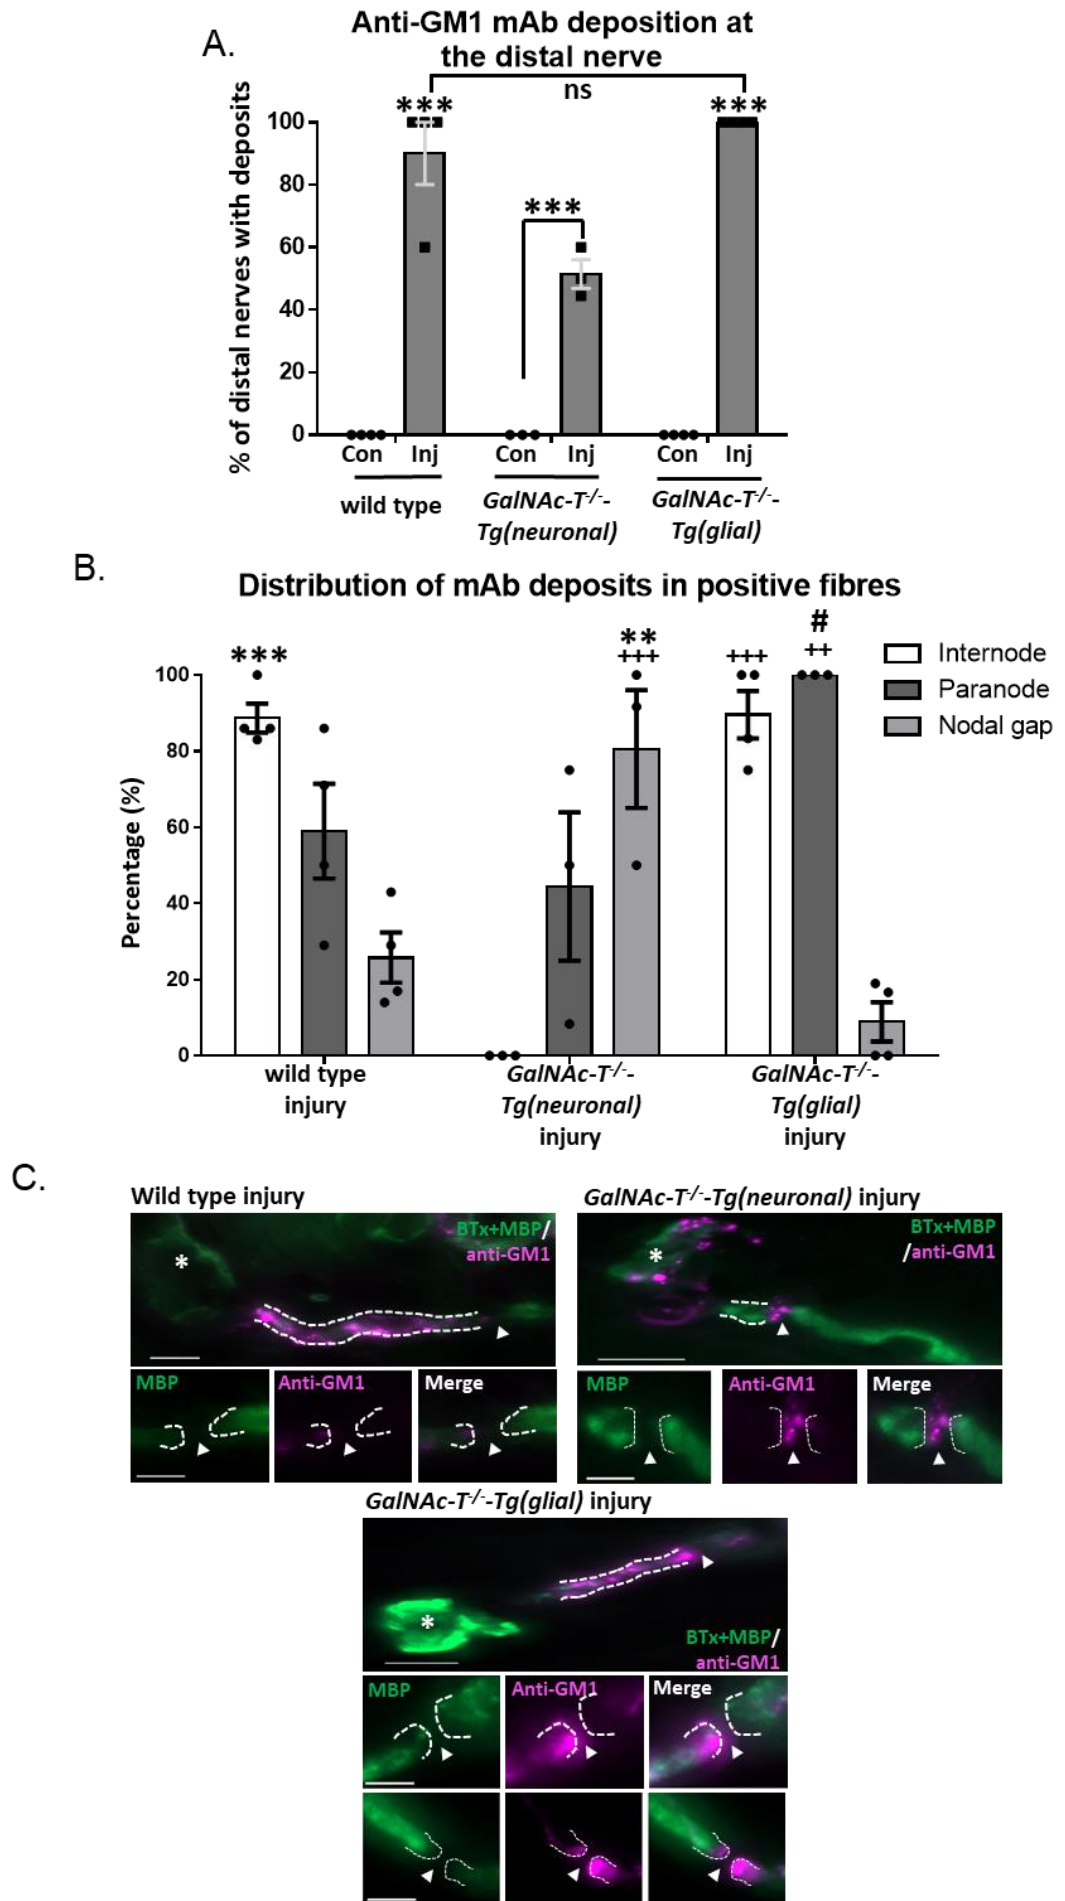 A.
Anti-GM1 mAb deposition at
the distal nerve
ns
*** *** ***
% of distal nerves with deposits
100
80
60
40
20
0
Con Inj Con Inj Con Inj
wild type
GalNAc-T-/--
Tg(neuronal)
GalNAc-T-/--
Tg(glial)
B.
Distribution of mAb deposits in positive fibres
*** ** +++ +++ # ++
Internode
Paranode
Nodal gap
Percentage (%)
100
80
60
40
20
0
wild type
injury
GalNAc-T-/--
Tg(neuronal)
injury
GalNAc-T-/--
Tg(glial)
injury
C.
Wild type injury
BTx+MBP/
anti-GM1
*
MBP Anti-GM1 Merge
GalNAc-T-/--Tg(neuronal) injury
BTx+MBP
/anti-GM1
*
MBP Anti-GM1 Merge
GalNAc-T-/--Tg(glial) injury
*
BTx+MBP/
anti-GM1
MBP Anti-GM1 Merge